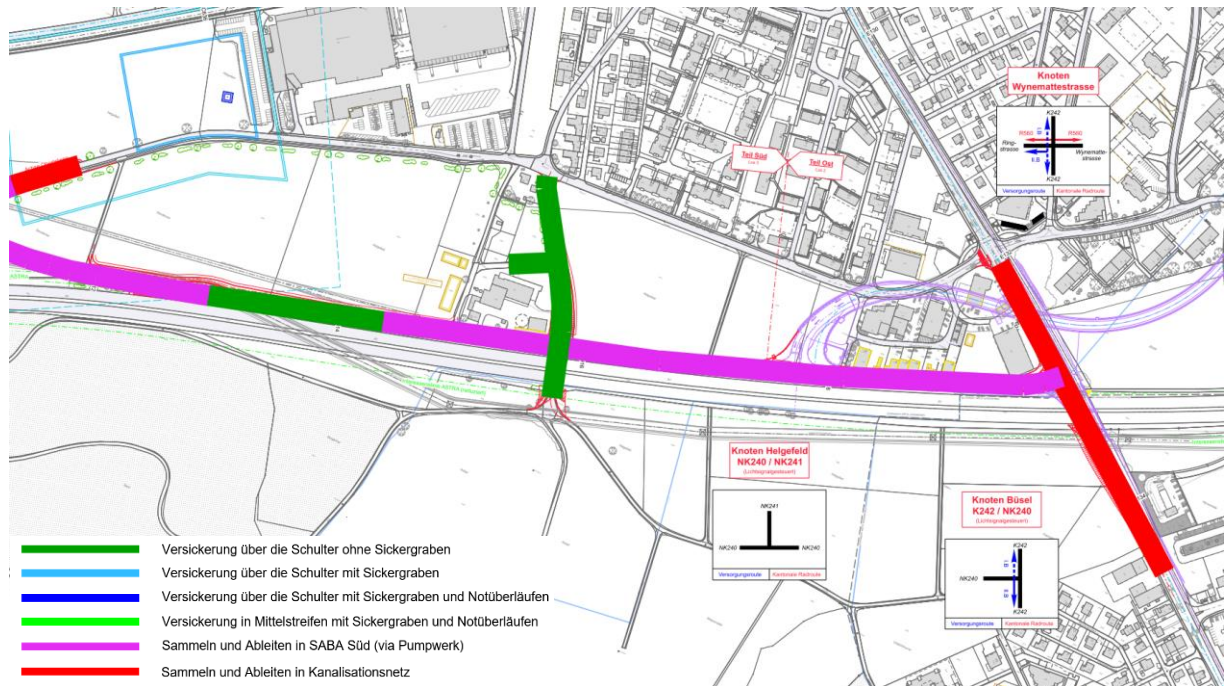 Knoten
Wynemattestrasse
K242
R560
R560
Ring-
strasse
Wynematte-
strasse
K242
Versorgungsroute
Kantonale Radroute
Teil Süd
Teil Ost
Knoten Helgefeld
NK240 / NK241
(Lichtsignalgesteuert)
NK241
NK240
NK240
Versorgungsroute
Kantonale Radroute
Knoten Büsel
K242 / NK240
(Lichtsignalgesteuert)
K242
NK240
K242
Versorgungsroute
Kantonale Radroute
Versickerung über die Schulter ohne Sickergraben
Versickerung über die Schulter mit Sickergraben
Versickerung über die Schulter mit Sickergraben und Notüberläufen
Versickerung in Mittelstreifen mit Sickergraben und Notüberläufen
Sammeln und Ableiten in SABA Süd (via Pumpwerk)
Sammeln und Ableiten in Kanalisationsnetz